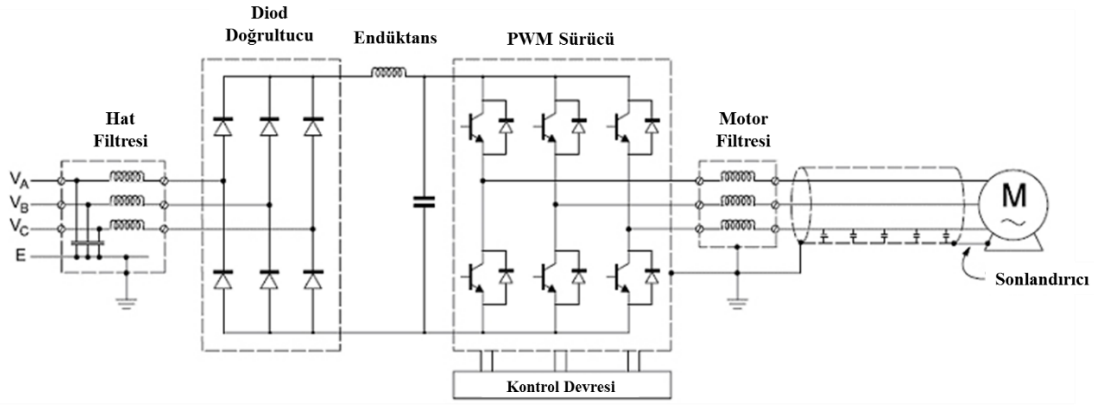 Diod
Doğrultucu
Endüktans
PWM Sürücü
Hat
Filtresi
Motor
Filtresi
VA
VB
VC
E
M
Sonlandırıcı
Kontrol Devresi